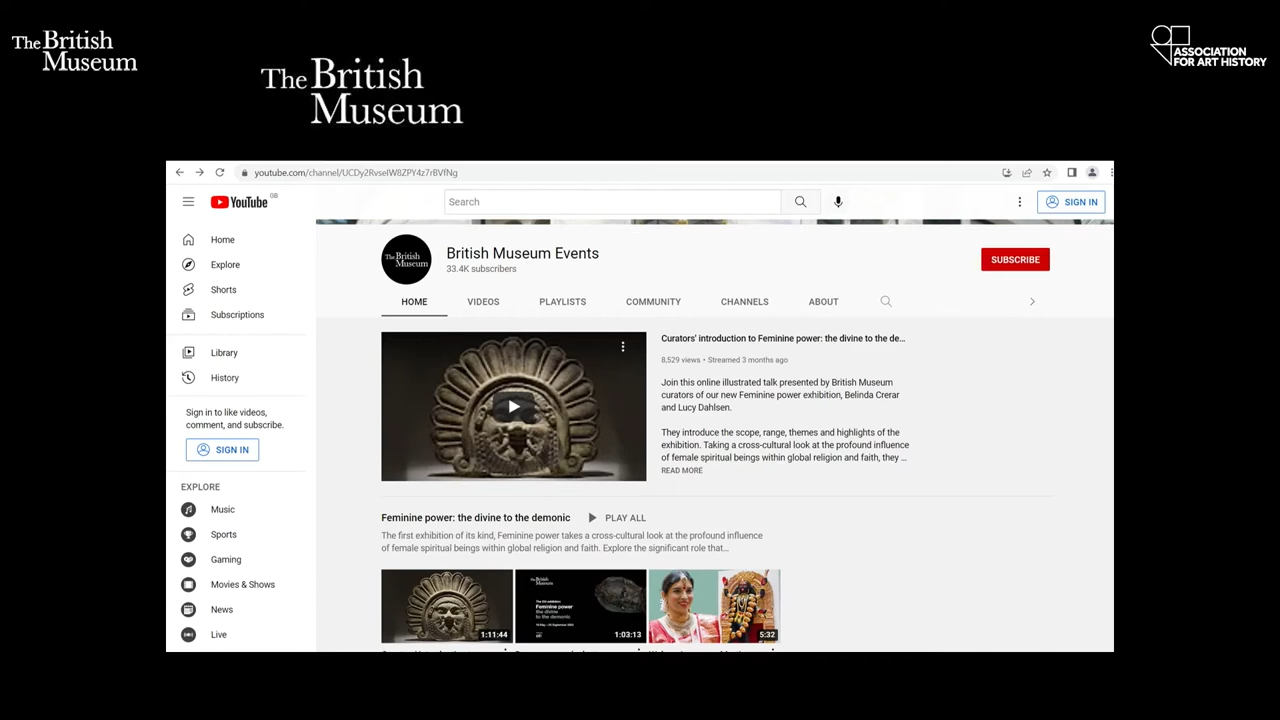 The British
Museum
ASSOCIATION
FOR ART HISTORY
The British
Museum
youtube.com/channel/UCDy2RvseIW8ZPY4z7rBVfNg
YouTube GB
Search
SIGN IN
Home
Explore
Shorts
Subscriptions
Library
History
Sign in to like videos,
comment, and subscribe.
SIGN IN
EXPLORE
Music
Sports
Gaming
Movies & Shows
News
Live
The British
Museum
British Museum Events
33.4K subscribers
SUBSCRIBE
HOME VIDEOS PLAYLISTS COMMUNITY CHANNELS ABOUT
Curators' introduction to Feminine power: the divine to the de...
8,529 views • Streamed 3 months ago
Join this online illustrated talk presented by British Museum
curators of our new Feminine power exhibition, Belinda Crerar
and Lucy Dahlsen.
They introduce the scope, range, themes and highlights of the
exhibition. Taking a cross-cultural look at the profound influence
of female spiritual beings within global religion and faith, they ...
READ MORE
Feminine power: the divine to the demonic PLAY ALL
The first exhibition of its kind, Feminine power takes a cross-cultural look at the profound influence
of female spiritual beings within global religion and faith. Explore the significant role that...
1:11:44
The British
Museum
Feminine power
the divine
to the demonic
1:03:13
5:32